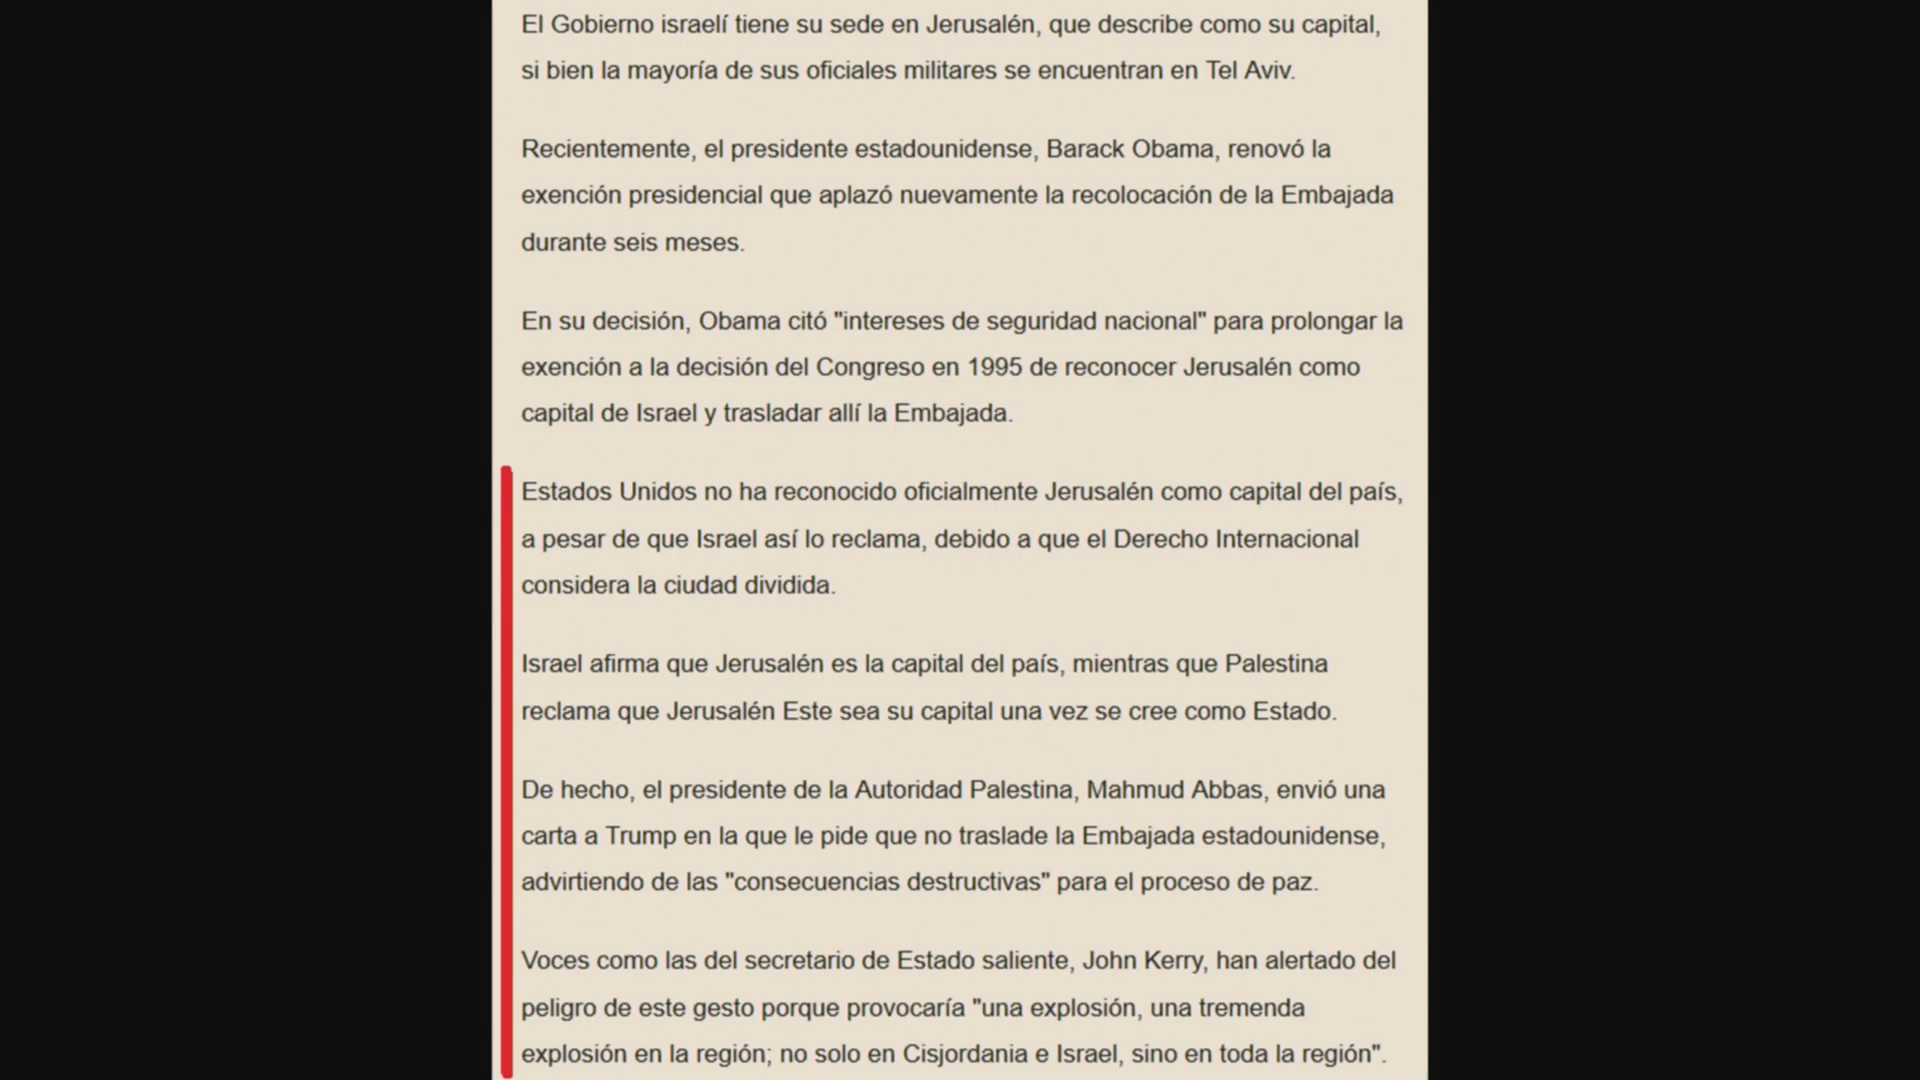 El Gobierno israelí tiene su sede en Jerusalén, que describe como su capital,
si bien la mayoría de sus oficiales militares se encuentran en Tel Aviv.
Recientemente, el presidente estadounidense, Barack Obama, renovó la
exención presidencial que aplazó nuevamente la recolocación de la Embajada
durante seis meses.
En su decisión, Obama citó "intereses de seguridad nacional" para prolongar la
exención a la decisión del Congreso en 1995 de reconocer Jerusalén como
capital de Israel y trasladar allí la Embajada.
Estados Unidos no ha reconocido oficialmente Jerusalén como capital del país,
a pesar de que Israel así lo reclama, debido a que el Derecho Internacional
considera la ciudad dividida.
Israel afirma que Jerusalén es la capital del país, mientras que Palestina
reclama que Jerusalén Este sea su capital una vez se cree como Estado.
De hecho, el presidente de la Autoridad Palestina, Mahmud Abbas, envió una
carta a Trump en la que le pide que no traslade la Embajada estadounidense,
advirtiendo de las "consecuencias destructivas" para el proceso de paz.
Voces como las del secretario de Estado saliente, John Kerry, han alertado del
peligro de este gesto porque provocaría "una explosión, una tremenda
explosión en la región; no solo en Cisjordania e Israel, sino en toda la región".